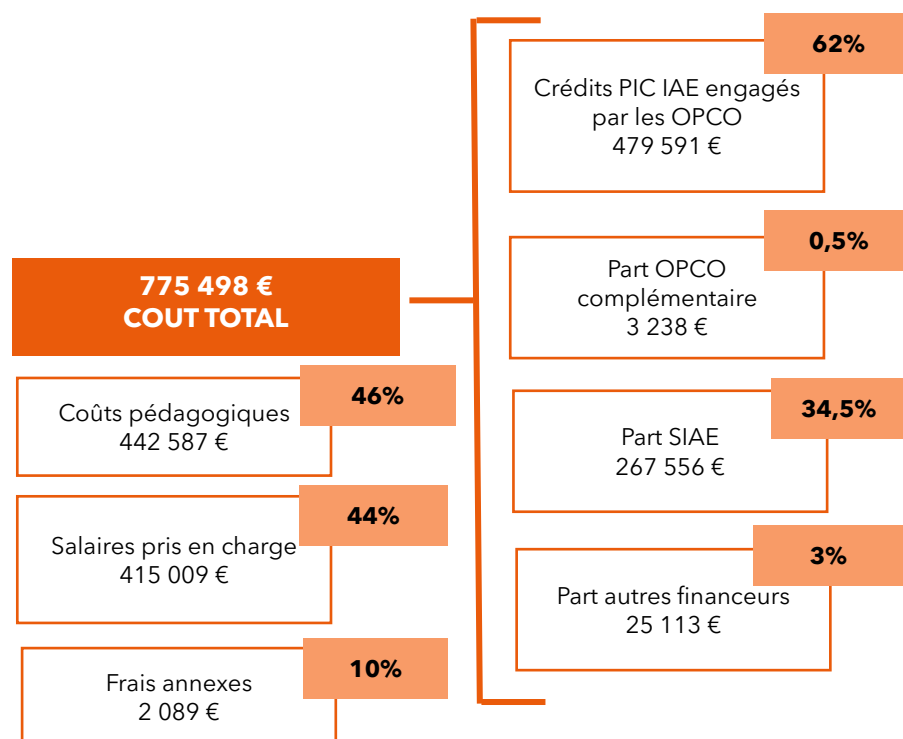 775 498 €
COUT TOTAL
46%
Coûts pédagogiques
442 587 €
44%
Salaires pris en charge
415 009 €
10%
Frais annexes
2 089 €
62%
Crédits PIC IAE engagés
par les OPCO
479 591 €
0,5%
Part OPCO
complémentaire
3 238 €
34,5%
Part SIAE
267 556 €
3%
Part autres financeurs
25 113 €